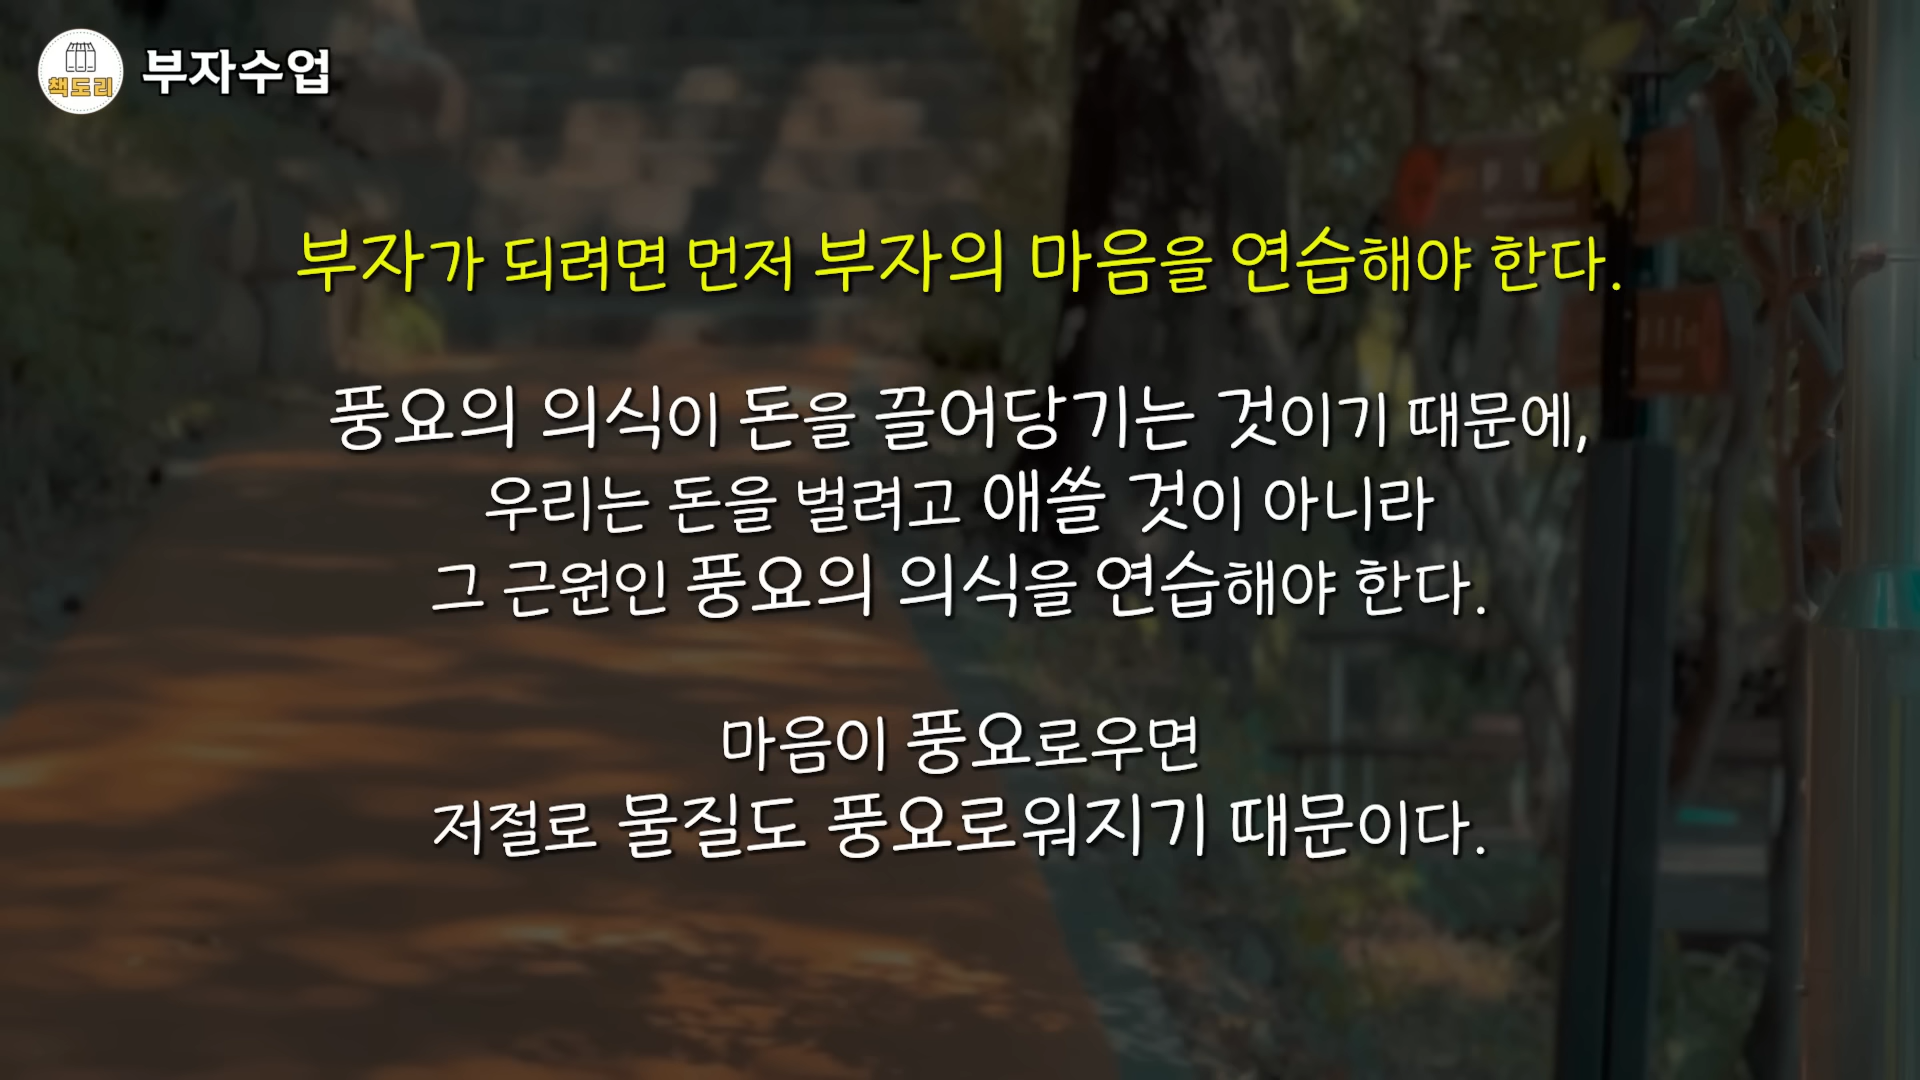 책도리
부자수업
부자가 되려면 먼저 부자의 마음을 연습해야 한다.
풍요의 의식이 돈을 끌어당기는 것이기 때문에,
우리는 돈을 벌려고 애쓸 것이 아니라
그 근원인 풍요의 의식을 연습해야 한다.
마음이 풍요로우면
저절로 물질도 풍요로워지기 때문이다.